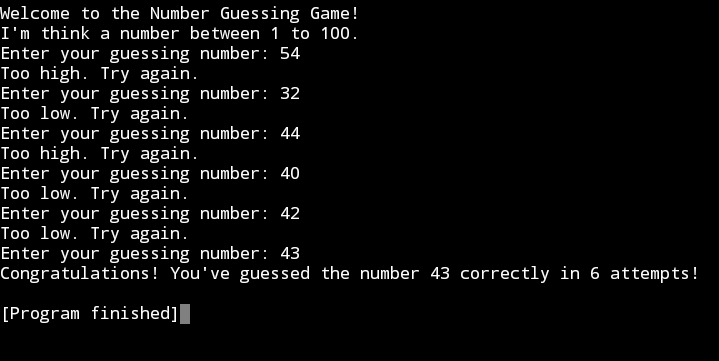 Welcome to the Number Guessing Game!
I'm think a number between 1 to 100.
Enter your guessing number: 54
Too high. Try again.
Enter your guessing number: 32
Too low. Try again.
Enter your guessing number: 44
Too high. Try again.
Enter your guessing number: 40
Too low. Try again.
Enter your guessing number: 42
Too low. Try again.
Enter your guessing number: 43
Congratulations! You've guessed the number 43 correctly in 6 attempts!
[Program finished]